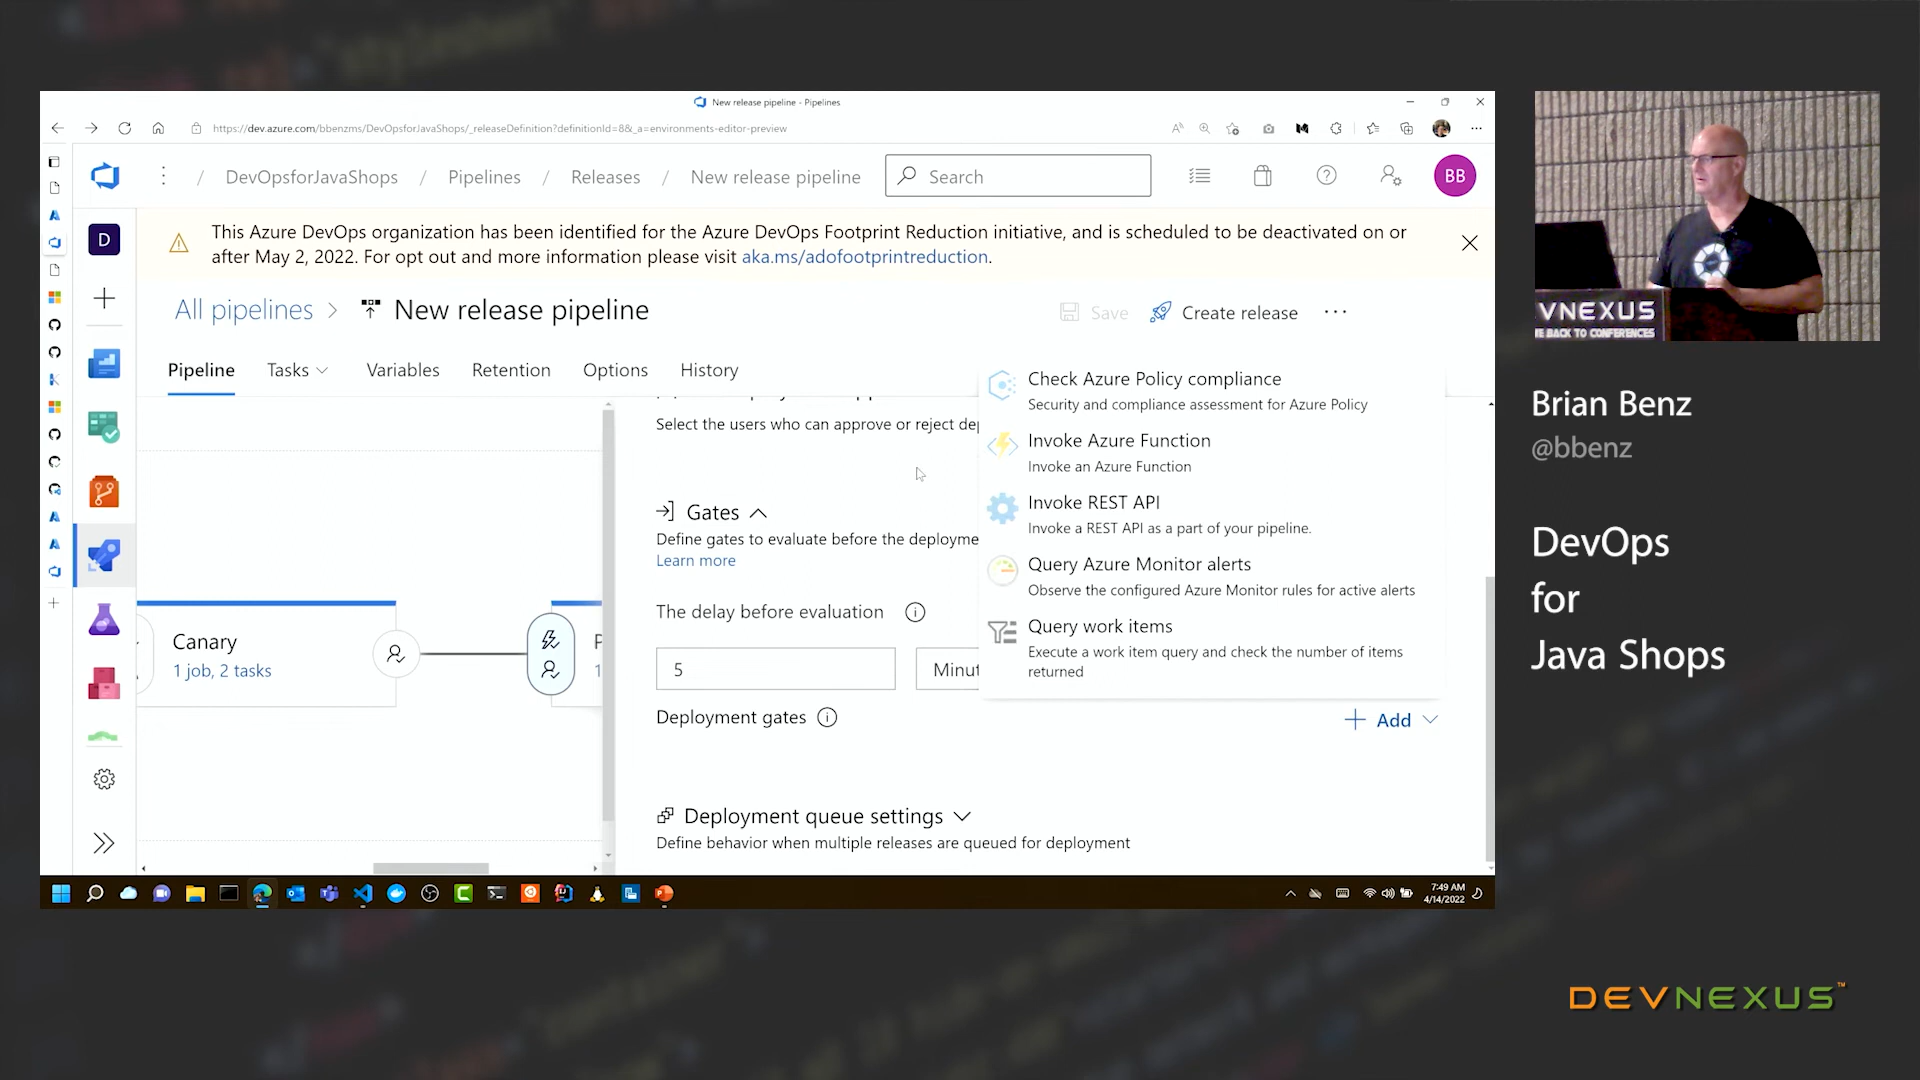 New release pipeline - Pipelines
https://dev.azure.com/bbenzms/DevOpsforJavaShops/_releaseDefinition?definitionId=8&_a=environments-editor-preview
/ DevOpsforJavaShops / Pipelines / Releases / New release pipeline
Search
BB
D
This Azure DevOps organization has been identified for the Azure DevOps Footprint Reduction initiative, and is scheduled to be deactivated on or
after May 2, 2022. For opt out and more information please visit aka.ms/adofootprintreduction.
All pipelines > New release pipeline
Save
Create release
Pipeline Tasks Variables Retention Options History
Select the users who can approve or reject de
Gates
Define gates to evaluate before the deployme
Learn more
The delay before evaluation
5
Minut
Deployment gates
Add
Deployment queue settings
Define behavior when multiple releases are queued for deployment
Canary
1 job, 2 tasks
P
1
Check Azure Policy compliance
Security and compliance assessment for Azure Policy
Invoke Azure Function
Invoke an Azure Function
Invoke REST API
Invoke a REST API as a part of your pipeline.
Query Azure Monitor alerts
Observe the configured Azure Monitor rules for active alerts
Query work items
Execute a work item query and check the number of items
returned
7:49 AM
4/14/2022
VNEXUS
E BACK TO CONFERENCES
Brian Benz
@bbenz
DevOps
for
Java Shops
DEVNEXUS™